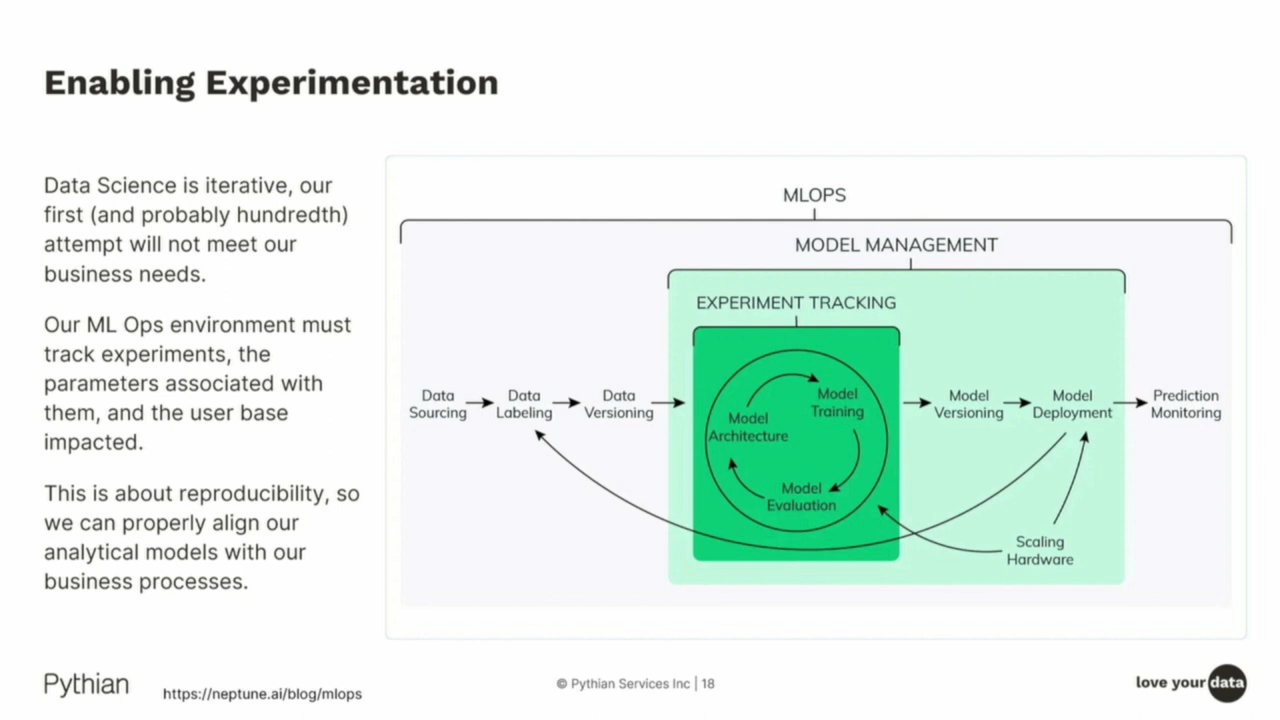 Enabling Experimentation
Data Science is iterative, our
first (and probably hundredth)
attempt will not meet our
business needs.
Our ML Ops environment must
track experiments, the
parameters associated with
them, and the user base
impacted.
This is about reproducibility, so
we can properly align our
analytical models with our
business processes.
MLOPS
MODEL MANAGEMENT
EXPERIMENT TRACKING
Data
Sourcing
Data
Labeling
Data
Versioning
Model
Architecture
Model
Training
Model
Evaluation
Model
Versioning
Model
Deployment
Prediction
Monitoring
Scaling
Hardware
Pythian
https://neptune.ai/blog/mlops
© Pythian Services Inc | 18
love your data